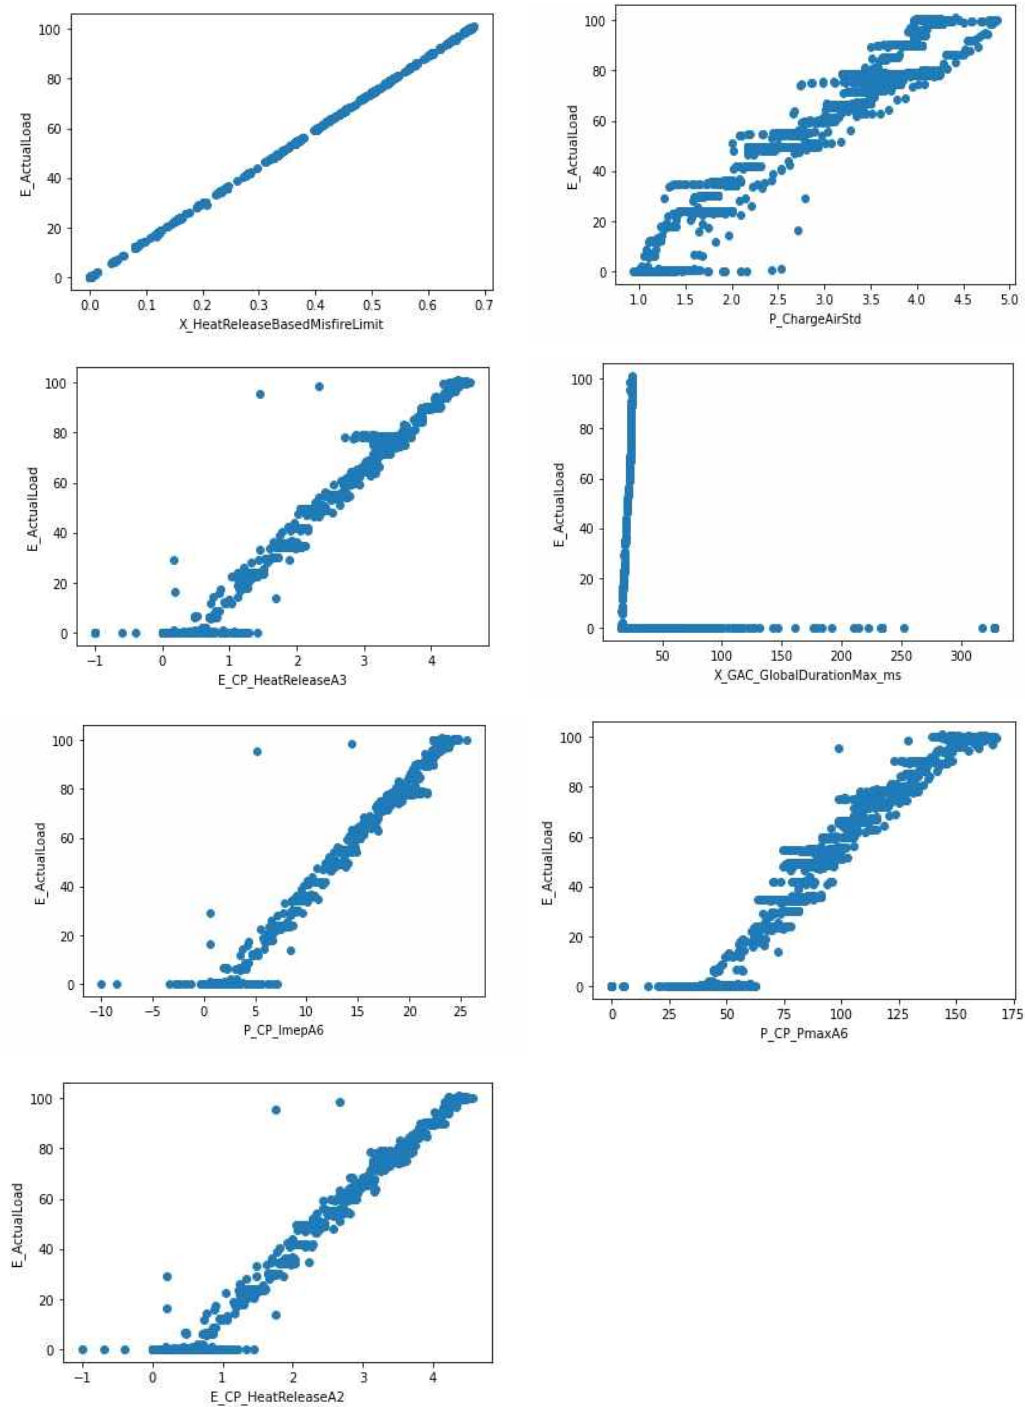 100
80
60
40
20
0
E_ActualLoad
0.0 0.1 0.2 0.3 0.4 0.5 0.6 0.7
X_HeatReleaseBasedMisfireLimit
100
80
60
40
20
0
E_ActualLoad
1.0 1.5 2.0 2.5 3.0 3.5 4.0 4.5 5.0
P_ChargeAirStd
100
80
60
40
20
0
E_ActualLoad
−1 0 1 2 3 4
E_CP_HeatReleaseA3
100
80
60
40
20
0
E_ActualLoad
50 100 150 200 250 300
X_GAC_GlobalDurationMax_ms
100
80
60
40
20
0
E_ActualLoad
−10 −5 0 5 10 15 20 25
P_CP_ImepA6
100
80
60
40
20
0
E_ActualLoad
0 25 50 75 100 125 150 175
P_CP_PmaxA6
100
80
60
40
20
0
E_ActualLoad
−1 0 1 2 3 4
E_CP_HeatReleaseA2